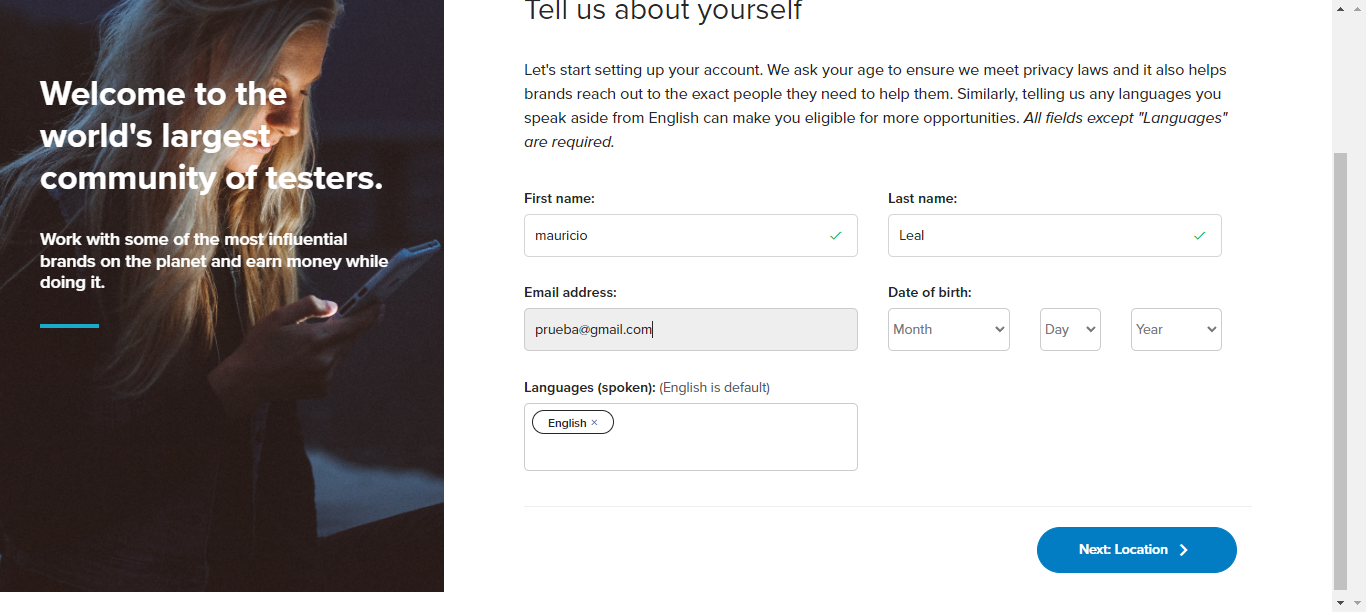 Welcome to the
world's largest
community of testers.
Work with some of the most influential
brands on the planet and earn money while
doing it.
Tell us about yourself
Let's start setting up your account. We ask your age to ensure we meet privacy laws and it also helps
brands reach out to the exact people they need to help them. Similarly, telling us any languages you
speak aside from English can make you eligible for more opportunities. All fields except "Languages"
are required.
First name:
Last name:
mauricio
Leal
Email address:
Date of birth:
prueba@gmail.com
Month
Day
Year
Languages (spoken): (English is default)
English ×
Next: Location